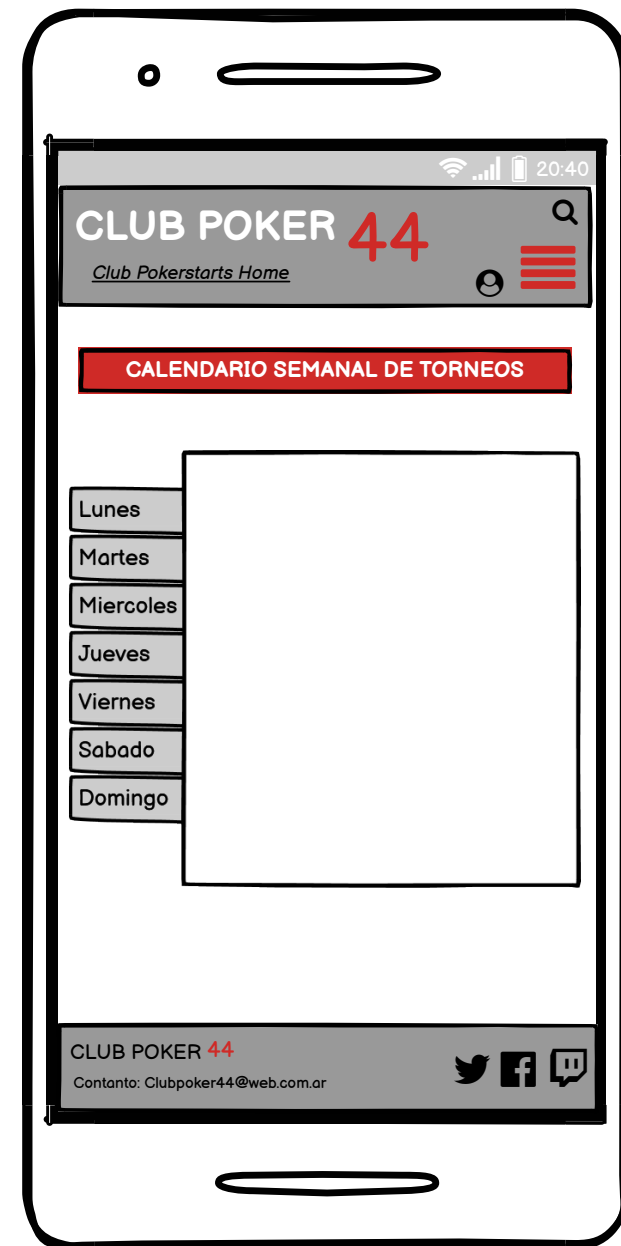 20:40
CLUB POKER 44
Club Pokerstarts Home
CALENDARIO SEMANAL DE TORNEOS
Lunes
Martes
Miercoles
Jueves
Viernes
Sabado
Domingo
CLUB POKER 44
Contanto: Clubpoker44@web.com.ar